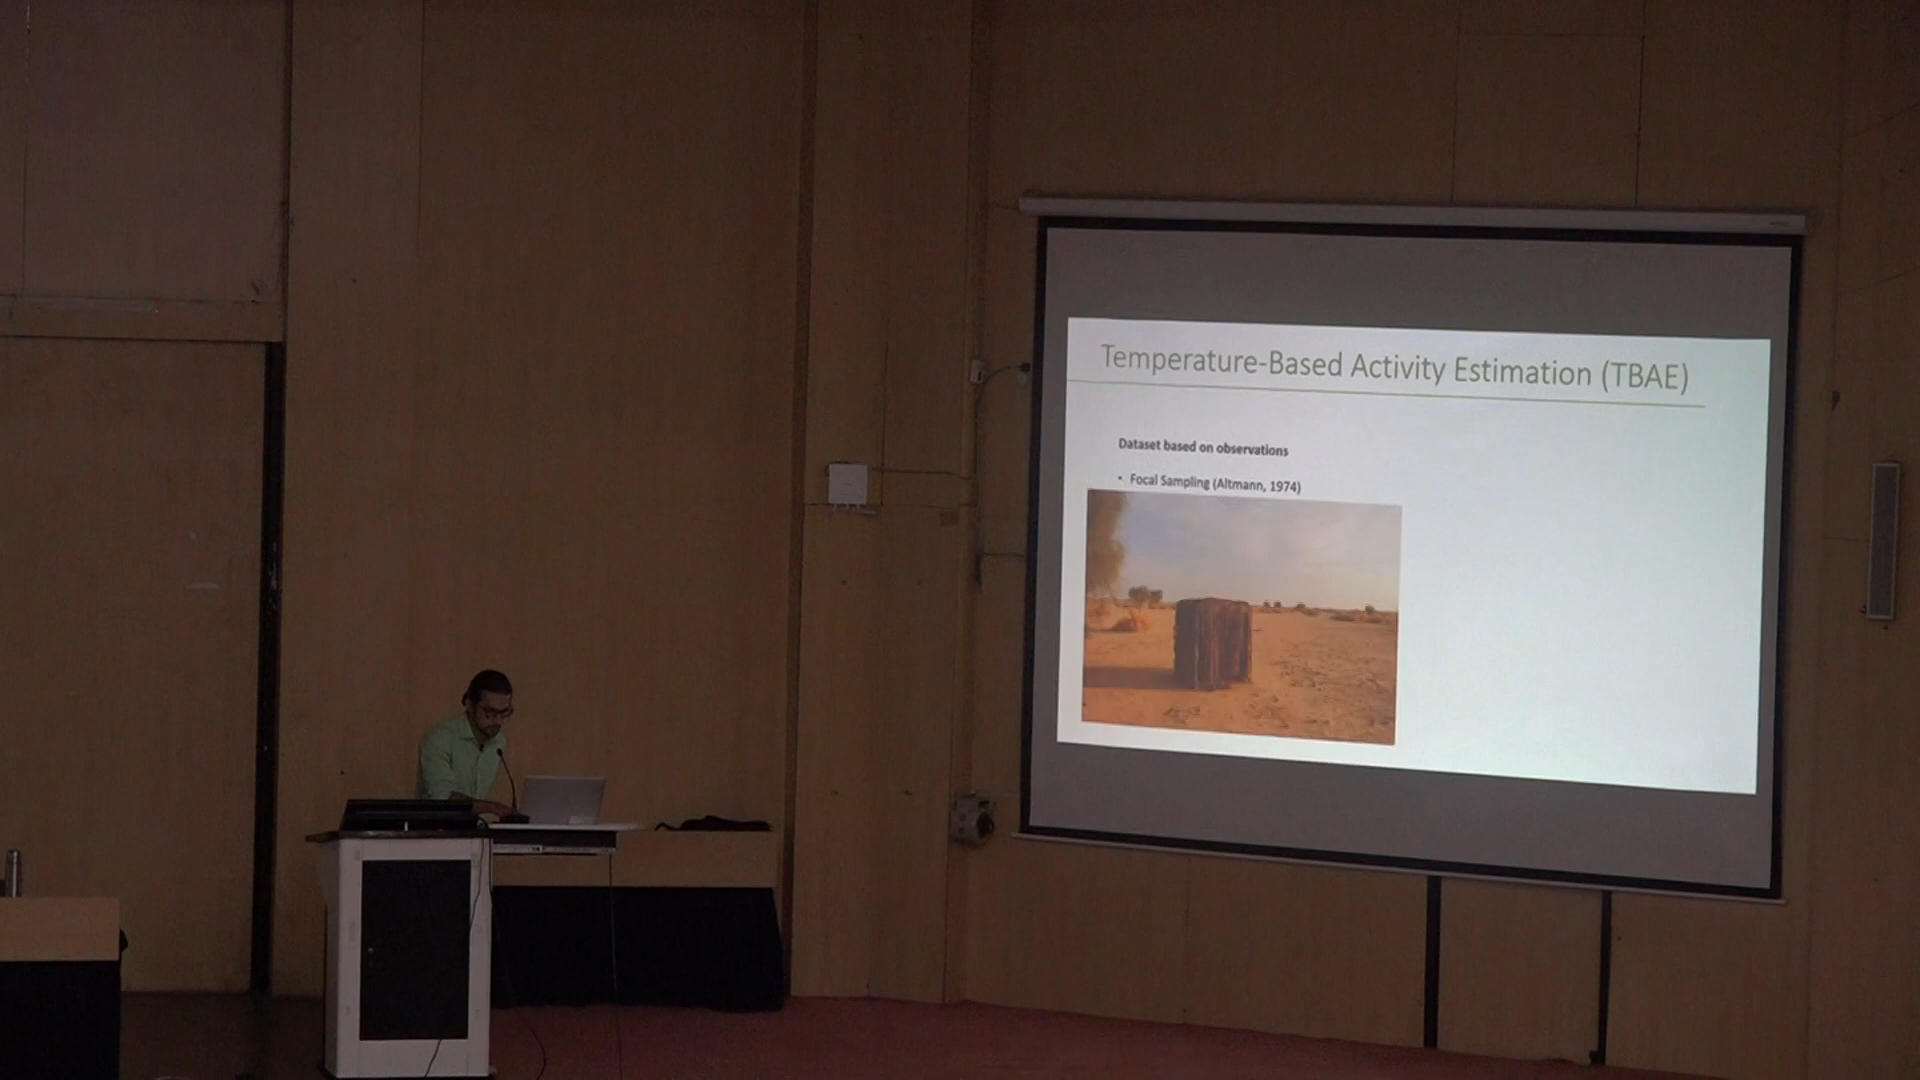 Temperature-Based Activity Estimation (TBAE)
Dataset based on observations
• Focal Sampling (Altmann, 1974)